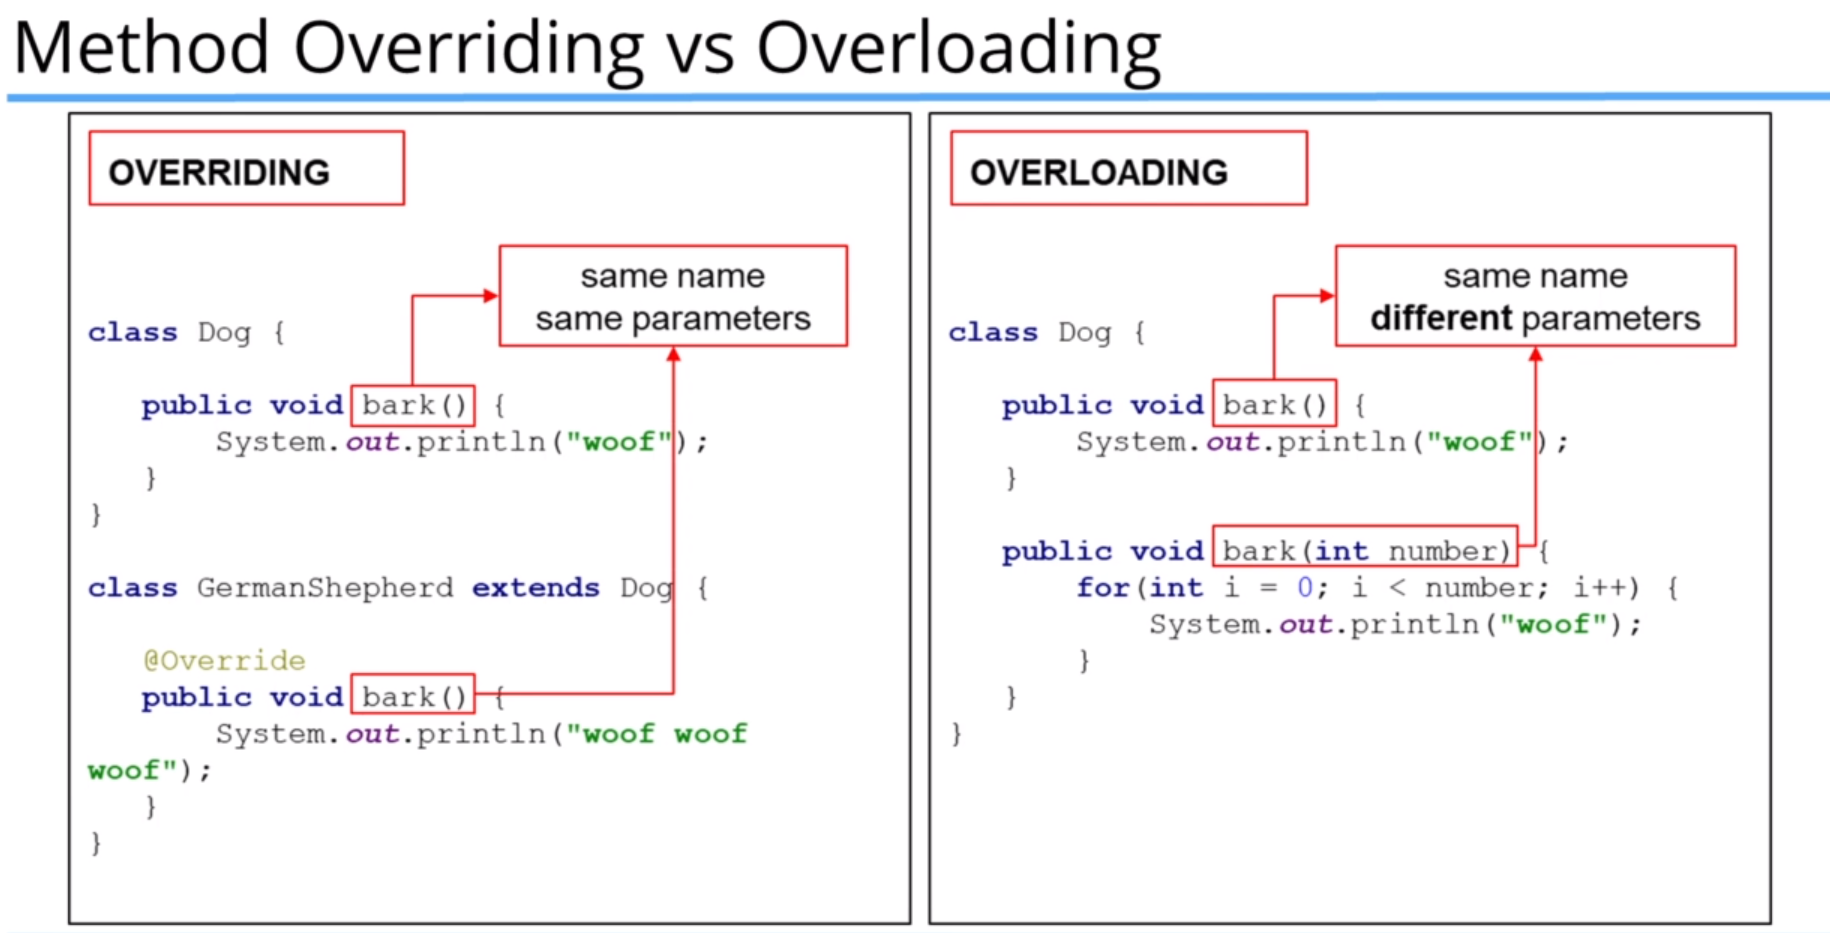 Method Overriding vs Overloading
OVERRIDING
same name
same parameters
class Dog {
public void bark() {
System.out.println("woof");
}
}
class GermanShepherd extends Dog {
@Override
public void bark() {
System.out.println("woof woof
woof");
}
}
OVERLOADING
same name
different parameters
class Dog {
public void bark() {
System.out.println("woof");
}
public void bark(int number) {
for(int i = 0; i < number; i++) {
System.out.println("woof");
}
}
}